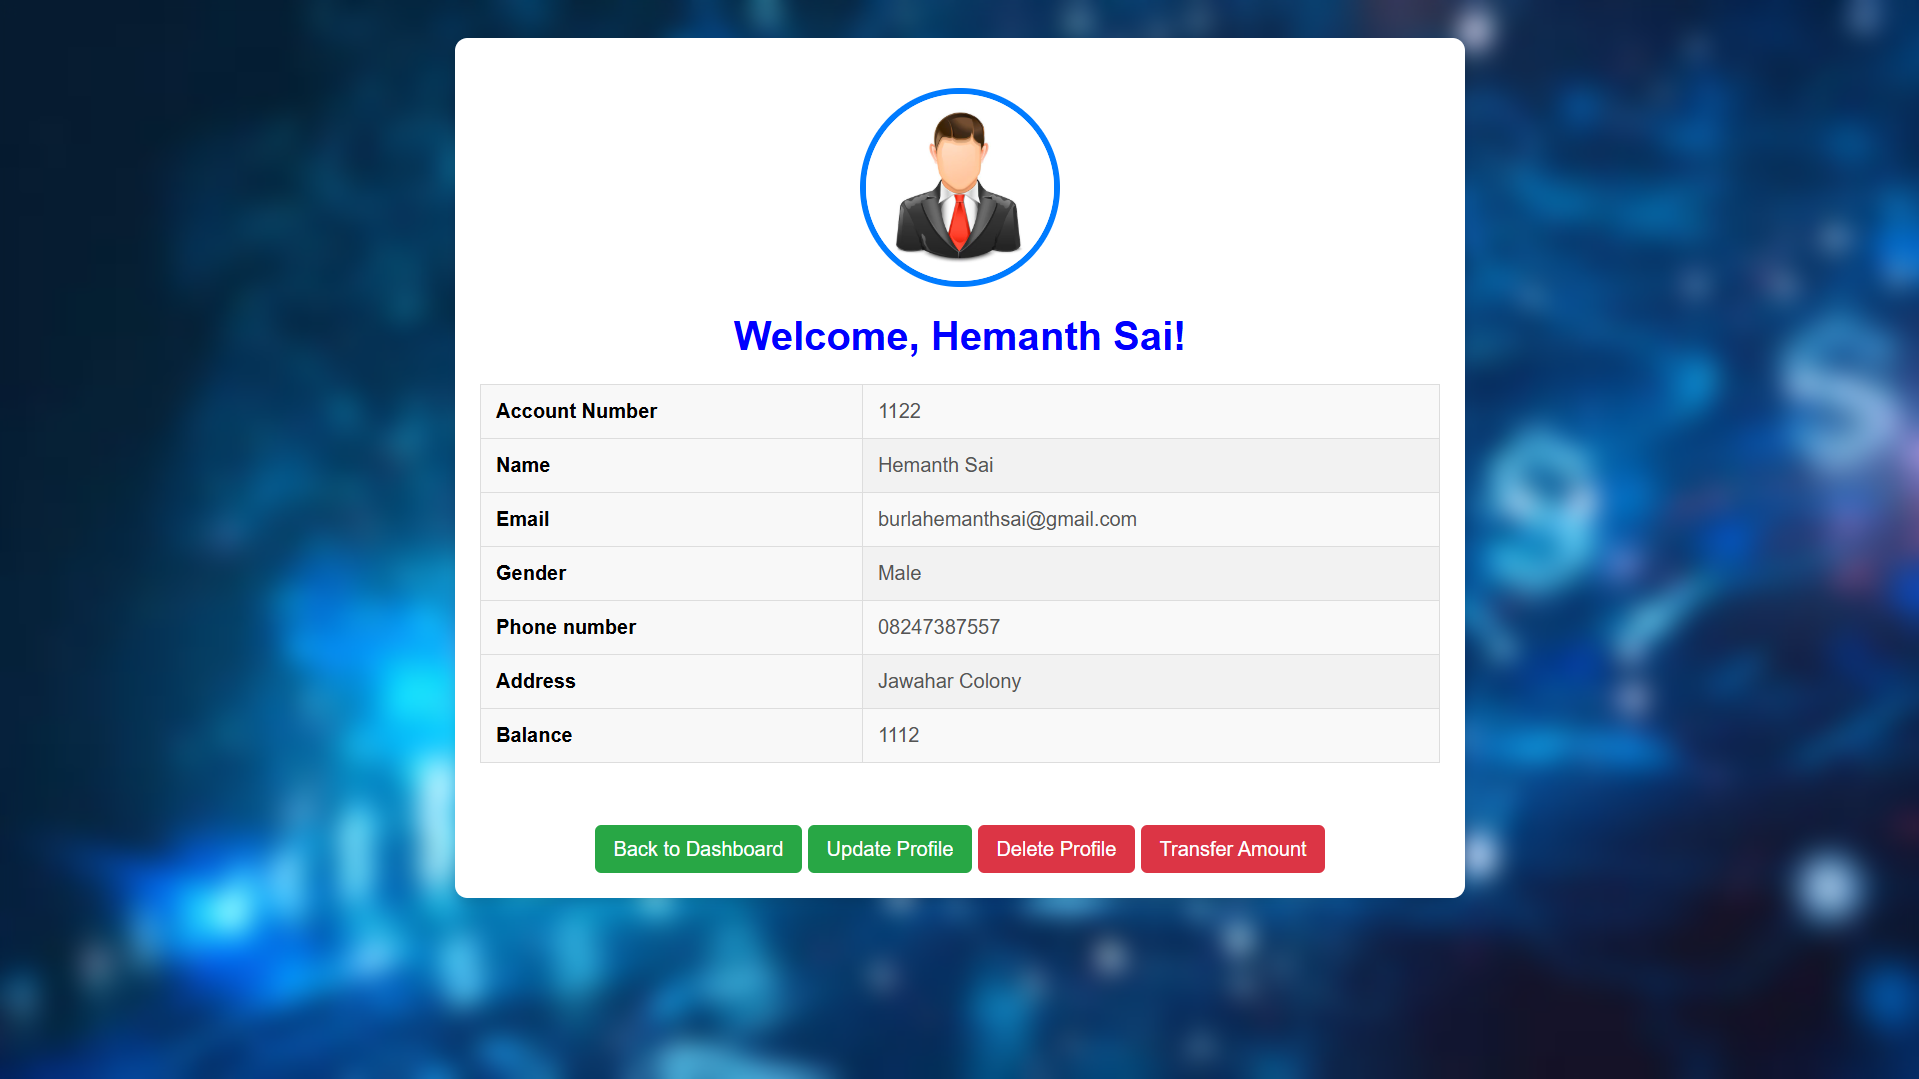 Welcome, Hemanth Sai!
Account Number 1122
Name Hemanth Sai
Email burlahemanthsai@gmail.com
Gender Male
Phone number 08247387557
Address Jawahar Colony
Balance 1112
Back to Dashboard Update Profile Delete Profile Transfer Amount